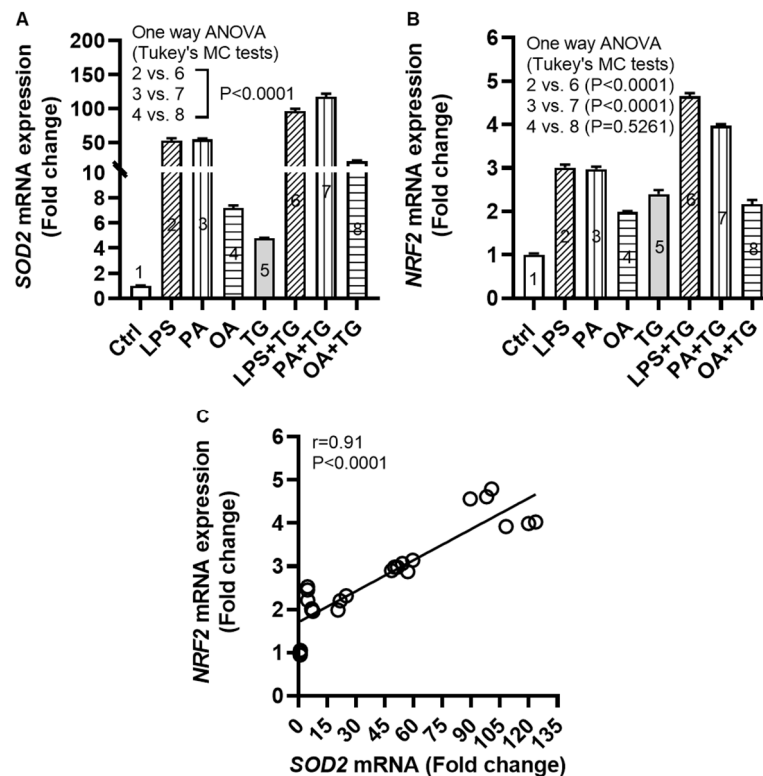 A
One way ANOVA
(Tukey's MC tests)
2 vs. 6
3 vs. 7
4 vs. 8
P<0.0001
SOD2 mRNA expression
(Fold change)
200
150
100
50
10
8
6
4
2
0
1
2
3
4
5
6
7
8
Ctrl
LPS
PA
OA
TG
LPS+TG
PA+TG
OA+TG
B
One way ANOVA
(Tukey's MC tests)
2 vs. 6 (P<0.0001)
3 vs. 7 (P<0.0001)
4 vs. 8 (P=0.5261)
NRF2 mRNA expression
(Fold change)
6
5
4
3
2
1
0
1
2
3
4
5
6
7
8
Ctrl
LPS
PA
OA
TG
LPS+TG
PA+TG
OA+TG
C
r=0.91
P<0.0001
NRF2 mRNA expression
(Fold change)
6
5
4
3
2
1
0
0
15
30
45
60
75
90
105
120
135
SOD2 mRNA (Fold change)